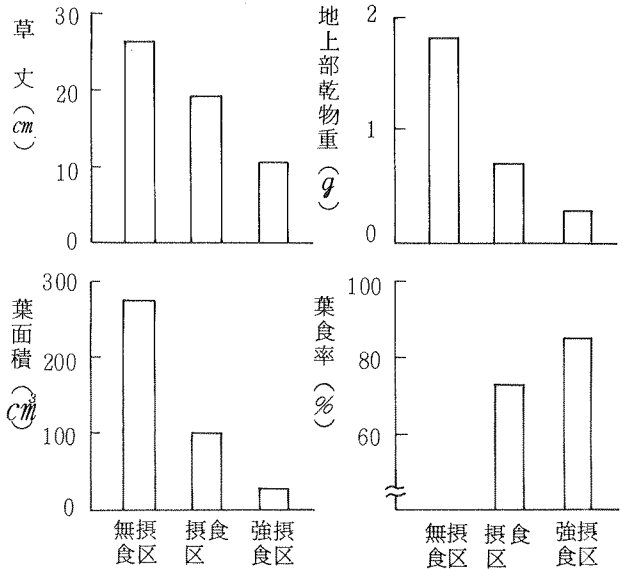 草丈(cm)
30
20
10
0
地上部乾物重(g)
2
1
0
葉面積(cm³)
300
200
100
0
無摂食区
摂食区
強摂食区
葉食率(%)
100
80
60
無摂食区
摂食区
強摂食区